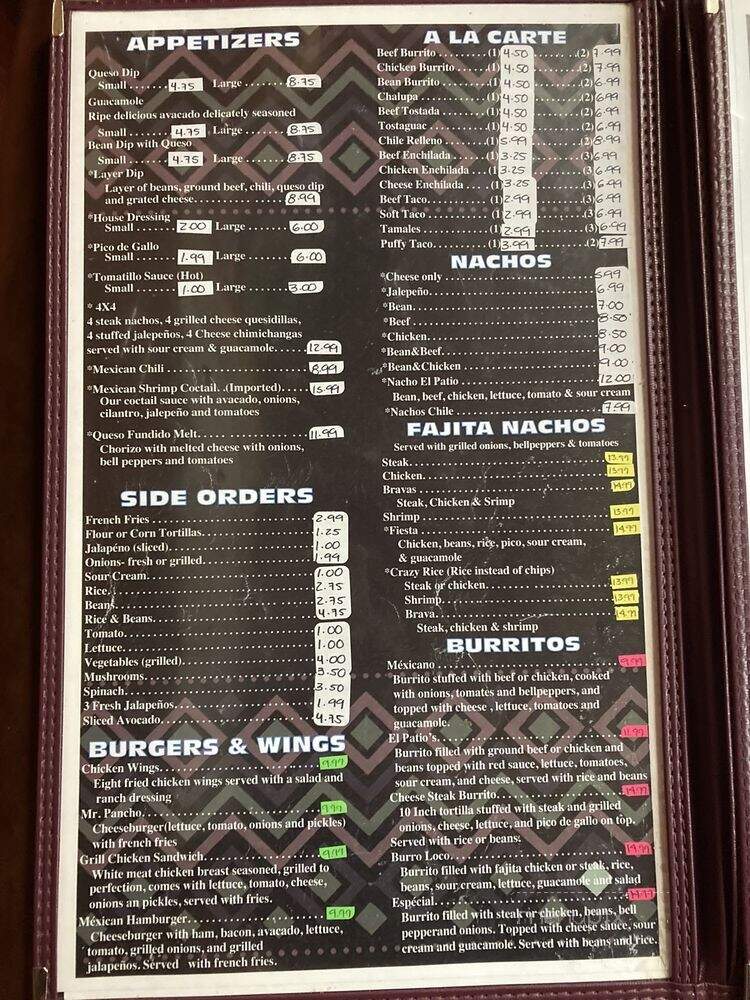 APPETIZERS
Queso Dip
Small........4.75 Large........8.75
Guacamole
Ripe delicious avacado delicately seasoned
Small........4.75 Large........8.75
Bean Dip with Queso
Small........4.75 Large........8.75
*Layer Dip
Layer of beans, ground beef, chili, queso dip
and grated cheese........8.99
*House Dressing
Small........2.00 Large........6.00
*Pico de Gallo
Small........1.99 Large........6.00
*Tomatillo Sauce (Hot)
Small........1.00 Large........3.00
* 4X4
4 steak nachos, 4 grilled cheese quesidillas,
4 stuffed jalepeños, 4 Cheese chimichangas
served with sour cream & guacamole......12.99
*Mexican Chili........8.99
*Mexican Shrimp Coctail. .(Imported)......15.99
Our coctail sauce with avacado, onions,
cilantro, jalepeño and tomatoes
*Queso Fundido Melt........11.99
Chorizo with melted cheese with onions,
bell peppers and tomatoes
SIDE ORDERS
French Fries........2.99
Flour or Corn Tortillas........1.25
Jalapéno (sliced)........1.00
Onions- fresh or grilled........1.99
Sour Cream........1.00
Rice........2.75
Beans........2.75
Rice & Beans........4.75
Tomato........1.00
Lettuce........1.00
Vegetables (grilled)........4.00
Mushrooms........3.50
Spinach........3.50
3 Fresh Jalapeños........1.99
Sliced Avocado........4.75
BURGERS & WINGS
Chicken Wings........9.99
Eight fried chicken wings served with a salad and
ranch dressing
Mr. Pancho........9.99
Cheeseburger(lettuce, tomato, onions and pickles)
with french fries
Grill Chicken Sandwich........9.99
White meat chicken breast seasoned, grilled to
perfection, comes with lettuce, tomato, cheese,
onions an pickles, served with fries.
Méxican Hamburger........9.99
Cheeseburger with ham, bacon, avacado, lettuce,
tomato, grilled onions, and grilled
jalapeños. Served with french fries.
A LA CARTE
Beef Burrito........(1) 4.50........(2) 7.99
Chicken Burrito........(1) 4.50........(2) 7.99
Bean Burrito........(1) 4.50........(2) 6.99
Chalupa........(1) 4.50........(2) 6.99
Beef Tostada........(1) 4.50........(2) 6.99
Tostaguac........(1) 4.50........(2) 6.99
Chile Relleno........(1) 5.99........(2) 8.99
Beef Enchilada........(1) 3.25........(3) 6.99
Chicken Enchilada........(1) 3.25........(3) 6.99
Cheese Enchilada........(1) 3.25........(3) 6.99
Beef Taco........(1) 2.99........(3) 6.99
Soft Taco........(1) 2.99........(3) 6.99
Tamales........(1) 2.99........(3) 6.99
Puffy Taco........(1) 3.99........(2) 7.99
NACHOS
*Cheese only........5.99
*Jalepeño........6.99
*Bean........7.00
*Beef........8.50
*Chicken........8.50
*Bean&Beef........9.00
*Bean&Chicken........9.00
*Nacho El Patio........12.00
Bean, beef, chicken, lettuce, tomato & sour cream
*Nachos Chile........7.99
FAJITA NACHOS
Served with grilled onions, bellpeppers & tomatoes
Steak........13.99
Chicken........13.99
Bravas........14.99
Steak, Chicken & Srimp
Shrimp........13.99
*Fiesta........14.99
Chicken, beans, rice, pico, sour cream,
& guacamole
*Crazy Rice (Rice instead of chips)
Steak or chicken........13.99
Shrimp........13.99
Brava........14.99
Steak, chicken & shrimp
BURRITOS
Méxicano........9.99
Burrito stuffed with beef or chicken, cooked
with onions, tomates and bellpeppers, and
topped with cheese , lettuce, tomatoes and
guacamole.
El Patio's........11.99
Burrito filled with ground beef or chicken and
beans topped with red sauce, lettuce, tomatoes,
sour cream, and cheese, served with rice and beans
Cheese Steak Burrito........14.99
10 Inch tortilla stuffed with steak and grilled
onions, cheese, lettuce, and pico de gallo on top.
Served with rice or beans.
Burro Loco........14.99
Burrito filled with fajita chicken or steak, rice,
beans, sour cream, lettuce, guacamole and salad
Espécial........14.99
Burrito filled with steak or chicken, beans, bell
pepperand onions. Topped with cheese sauce, sour
cream and guacamole. Served with beans and rice.